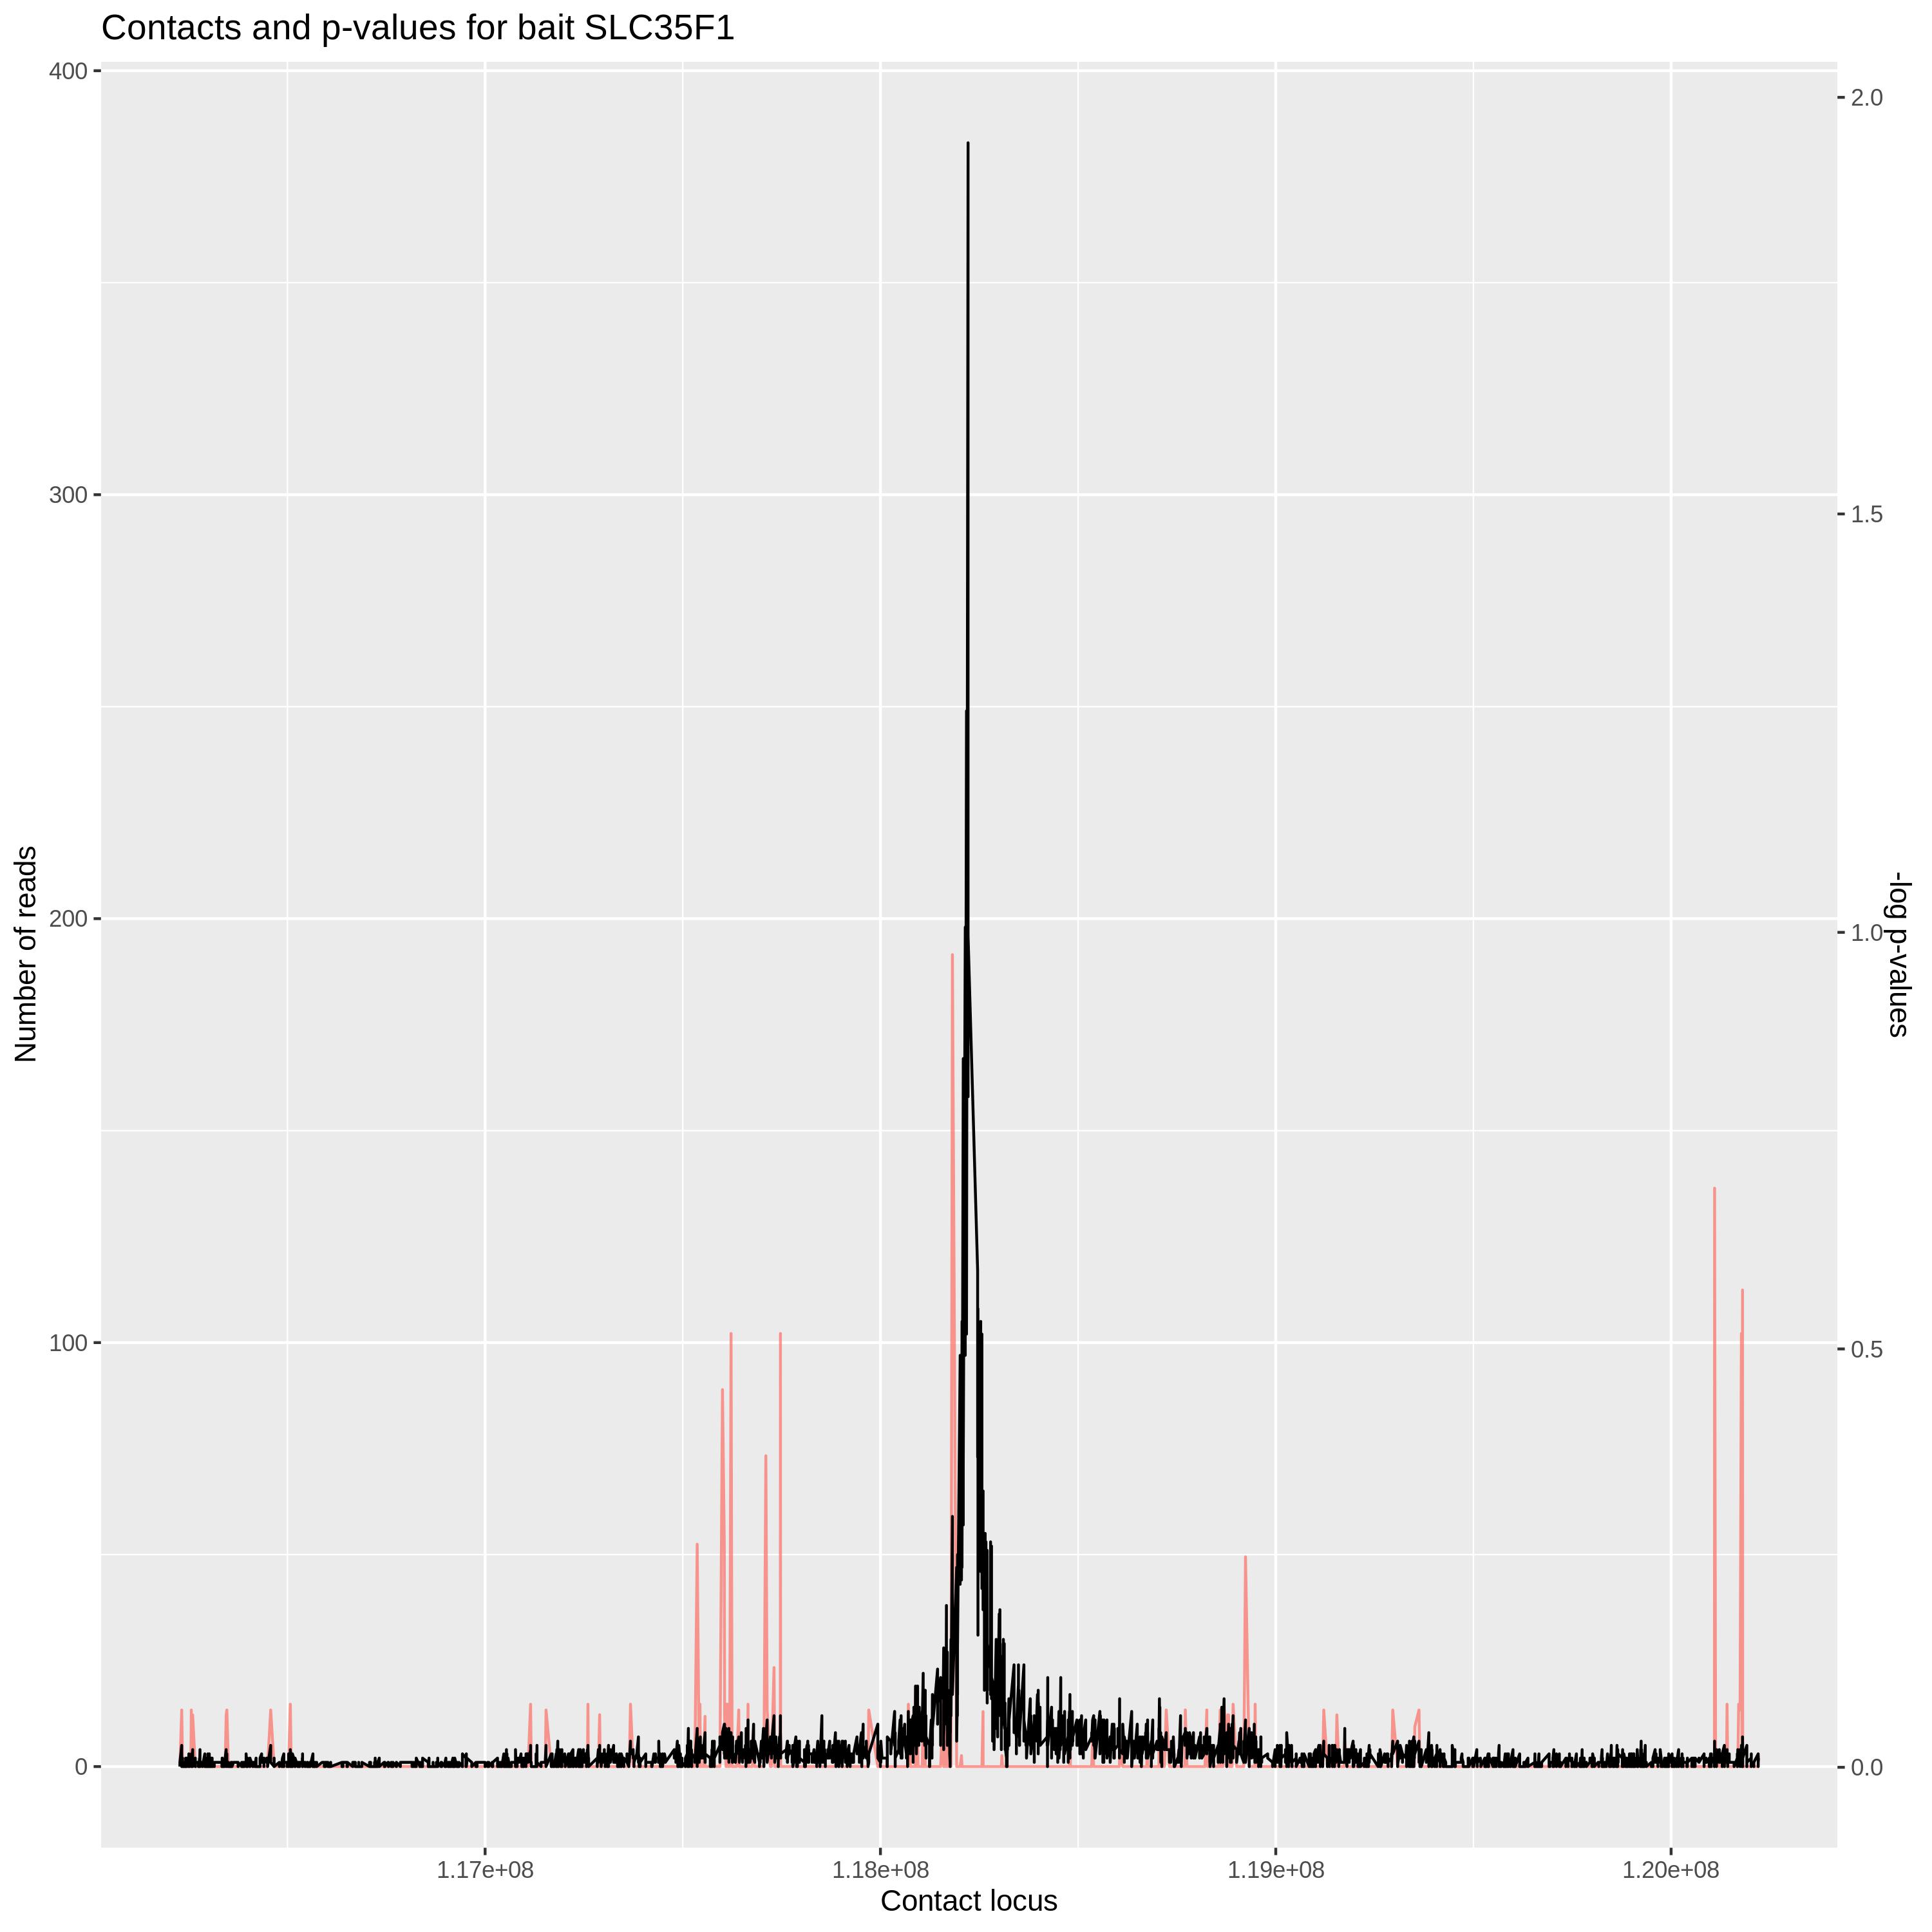 Contacts and p-values for bait SLC35F1
400
300
200
100
0
Number of reads
2.0
1.5
1.0
0.5
0.0
-log p-values
1.17e+08
1.18e+08
1.19e+08
1.20e+08
Contact locus